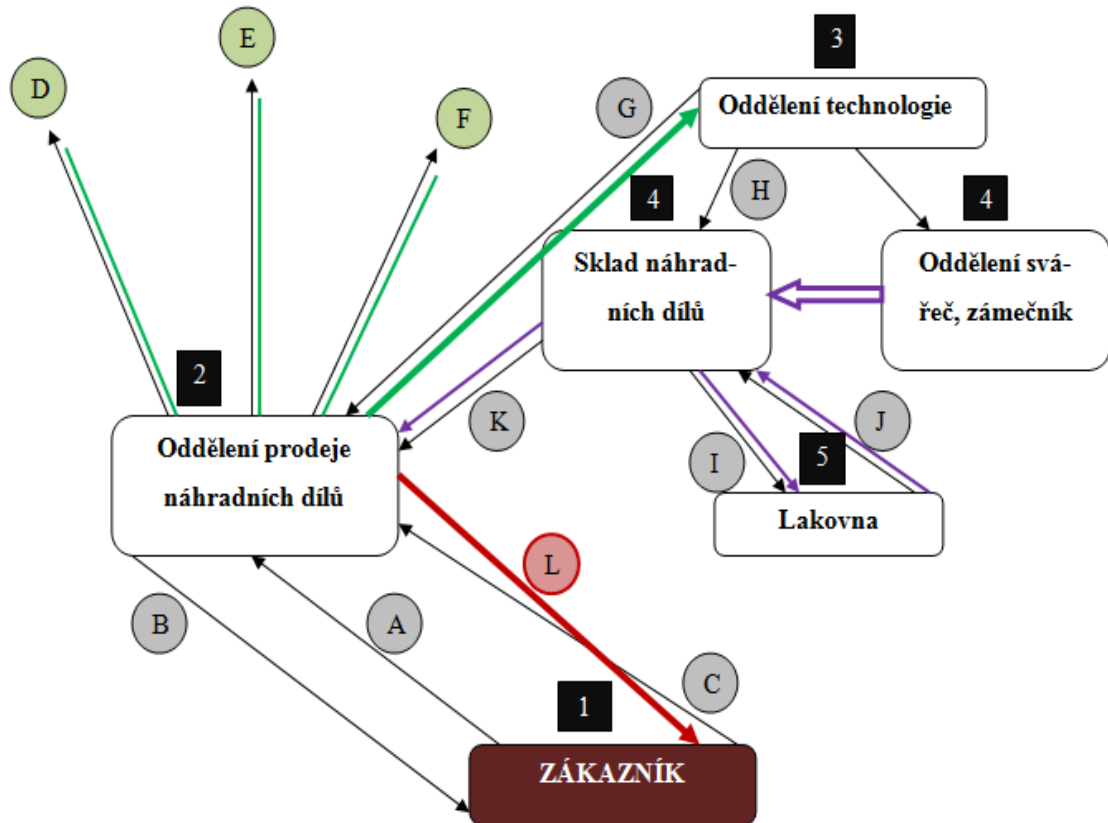 E
3
D
G
Oddělení technologie
F
4
H
4
Sklad náhrad-
ních dílů
Oddělení svá-
řeč, zámečník
2
K
J
Oddělení prodeje
náhradních dílů
I
5
Lakovna
L
B
A
C
1
ZÁKAZNÍK